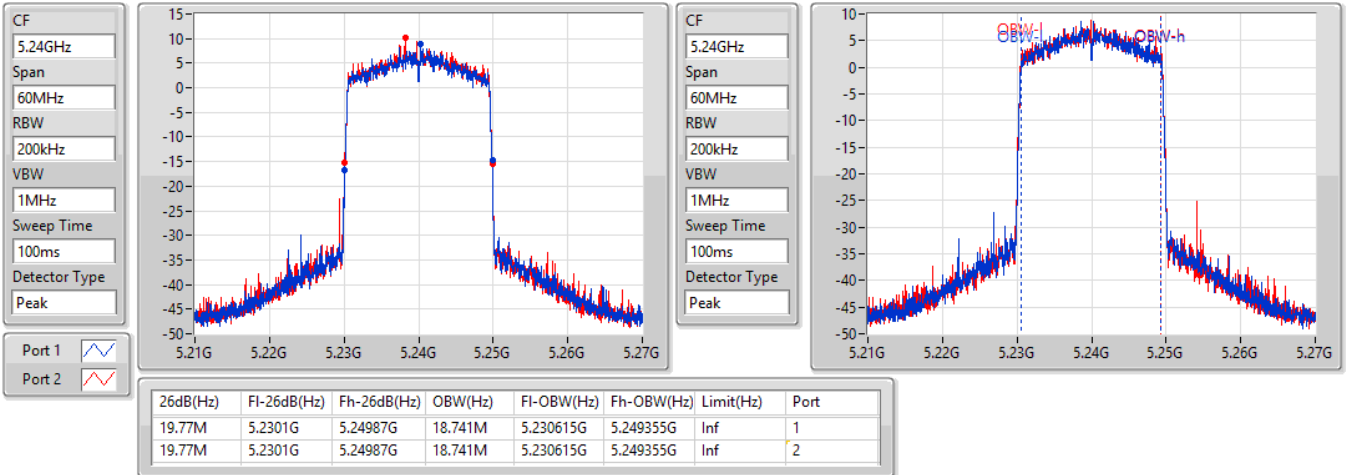 CF
5.24GHz
Span
60MHz
RBW
200kHz
VBW
1MHz
Sweep Time
100ms
Detector Type
Peak
Port 1
Port 2
15
10
5
0
-5
-10
-15
-20
-25
-30
-35
-40
-45
-50
5.21G 5.22G 5.23G 5.24G 5.25G 5.26G 5.27G
CF
5.24GHz
Span
60MHz
RBW
200kHz
VBW
1MHz
Sweep Time
100ms
Detector Type
Peak
10
5
0
-5
-10
-15
-20
-25
-30
-35
-40
-45
-50
OBW-l
OBW-l
OBW-h
5.21G 5.22G 5.23G 5.24G 5.25G 5.26G 5.27G
26dB(Hz) Fl-26dB(Hz) Fh-26dB(Hz) OBW(Hz) Fl-OBW(Hz) Fh-OBW(Hz) Limit(Hz) Port
19.77M 5.2301G 5.24987G 18.741M 5.230615G 5.249355G Inf 1
19.77M 5.2301G 5.24987G 18.741M 5.230615G 5.249355G Inf 2